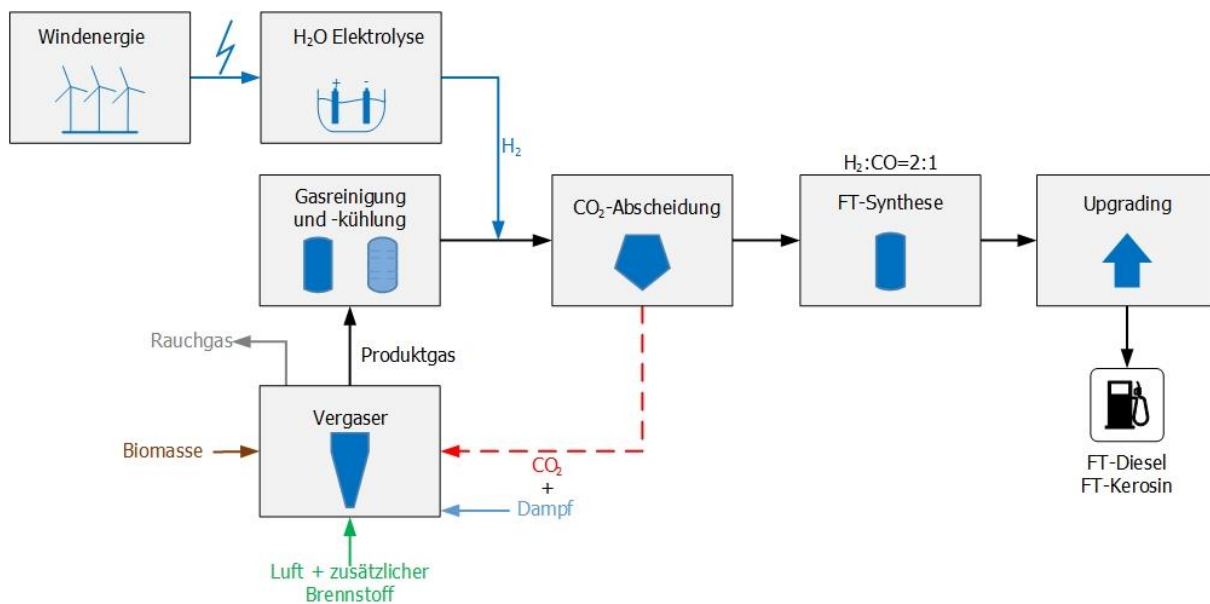 Windenergie
H₂O Elektrolyse
+ -
H₂
Gasreinigung
und -kühlung
CO₂-Abscheidung
H₂:CO=2:1
FT-Synthese
Upgrading
Rauchgas
Produktgas
Vergaser
Biomasse
CO₂
+
Dampf
FT-Diesel
FT-Kerosin
Luft + zusätzlicher
Brennstoff